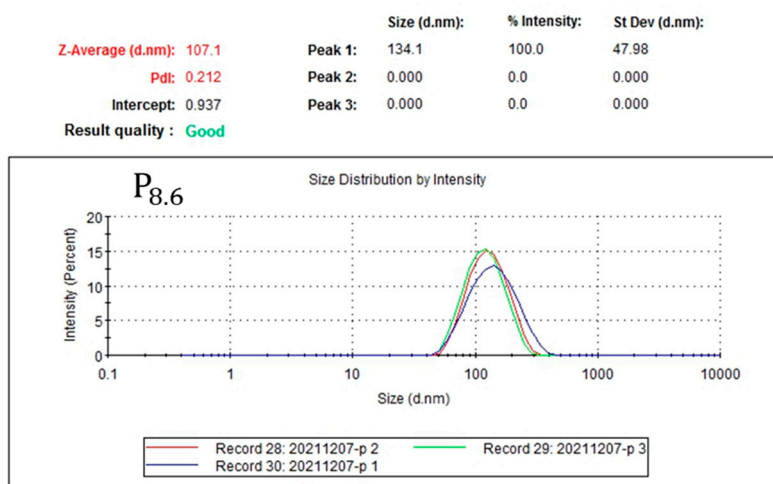 Size (d.nm): % Intensity: St Dev (d.nm):
Z-Average (d.nm): 107.1 Peak 1: 134.1 100.0 47.98
PdI: 0.212 Peak 2: 0.000 0.0 0.000
Intercept: 0.937 Peak 3: 0.000 0.0 0.000
Result quality : Good
P8.6
Size Distribution by Intensity
Intensity (Percent)
20
15
10
5
0
0.1 1 10 100 1000 10000
Size (d.nm)
Record 28: 20211207-p 2 Record 29: 20211207-p 3
Record 30: 20211207-p 1